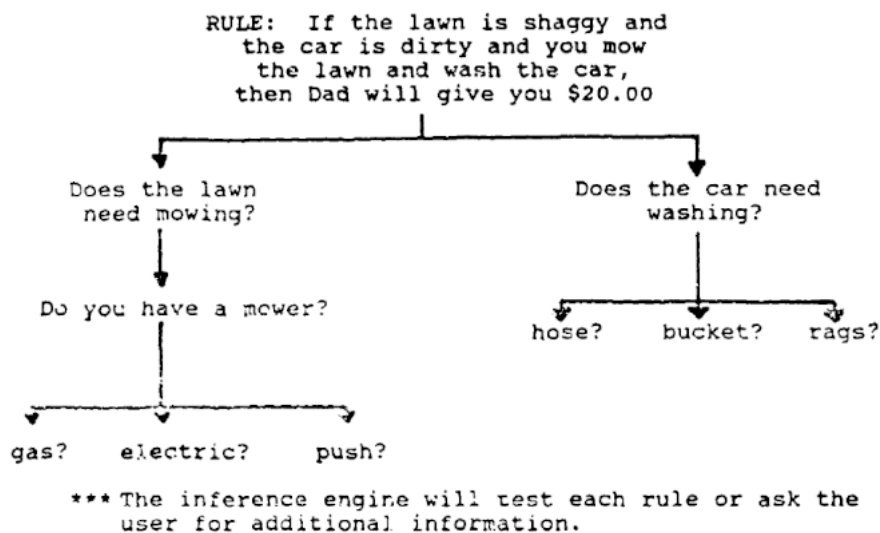 RULE: If the lawn is shaggy and
the car is dirty and you mow
the lawn and wash the car,
then Dad will give you $20.00
Does the lawn
need mowing?
Does the car need
washing?
Do you have a mower?
hose? bucket? rags?
gas? electric? push?
*** The inference engine will test each rule or ask the
user for additional information.